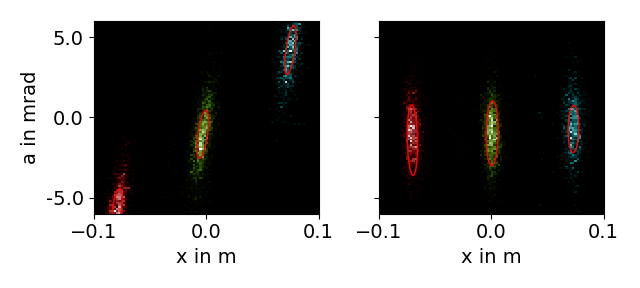 a in mrad
5.0
0.0
-5.0
−0.1 0.0 0.1
x in m
−0.1 0.0 0.1
x in m